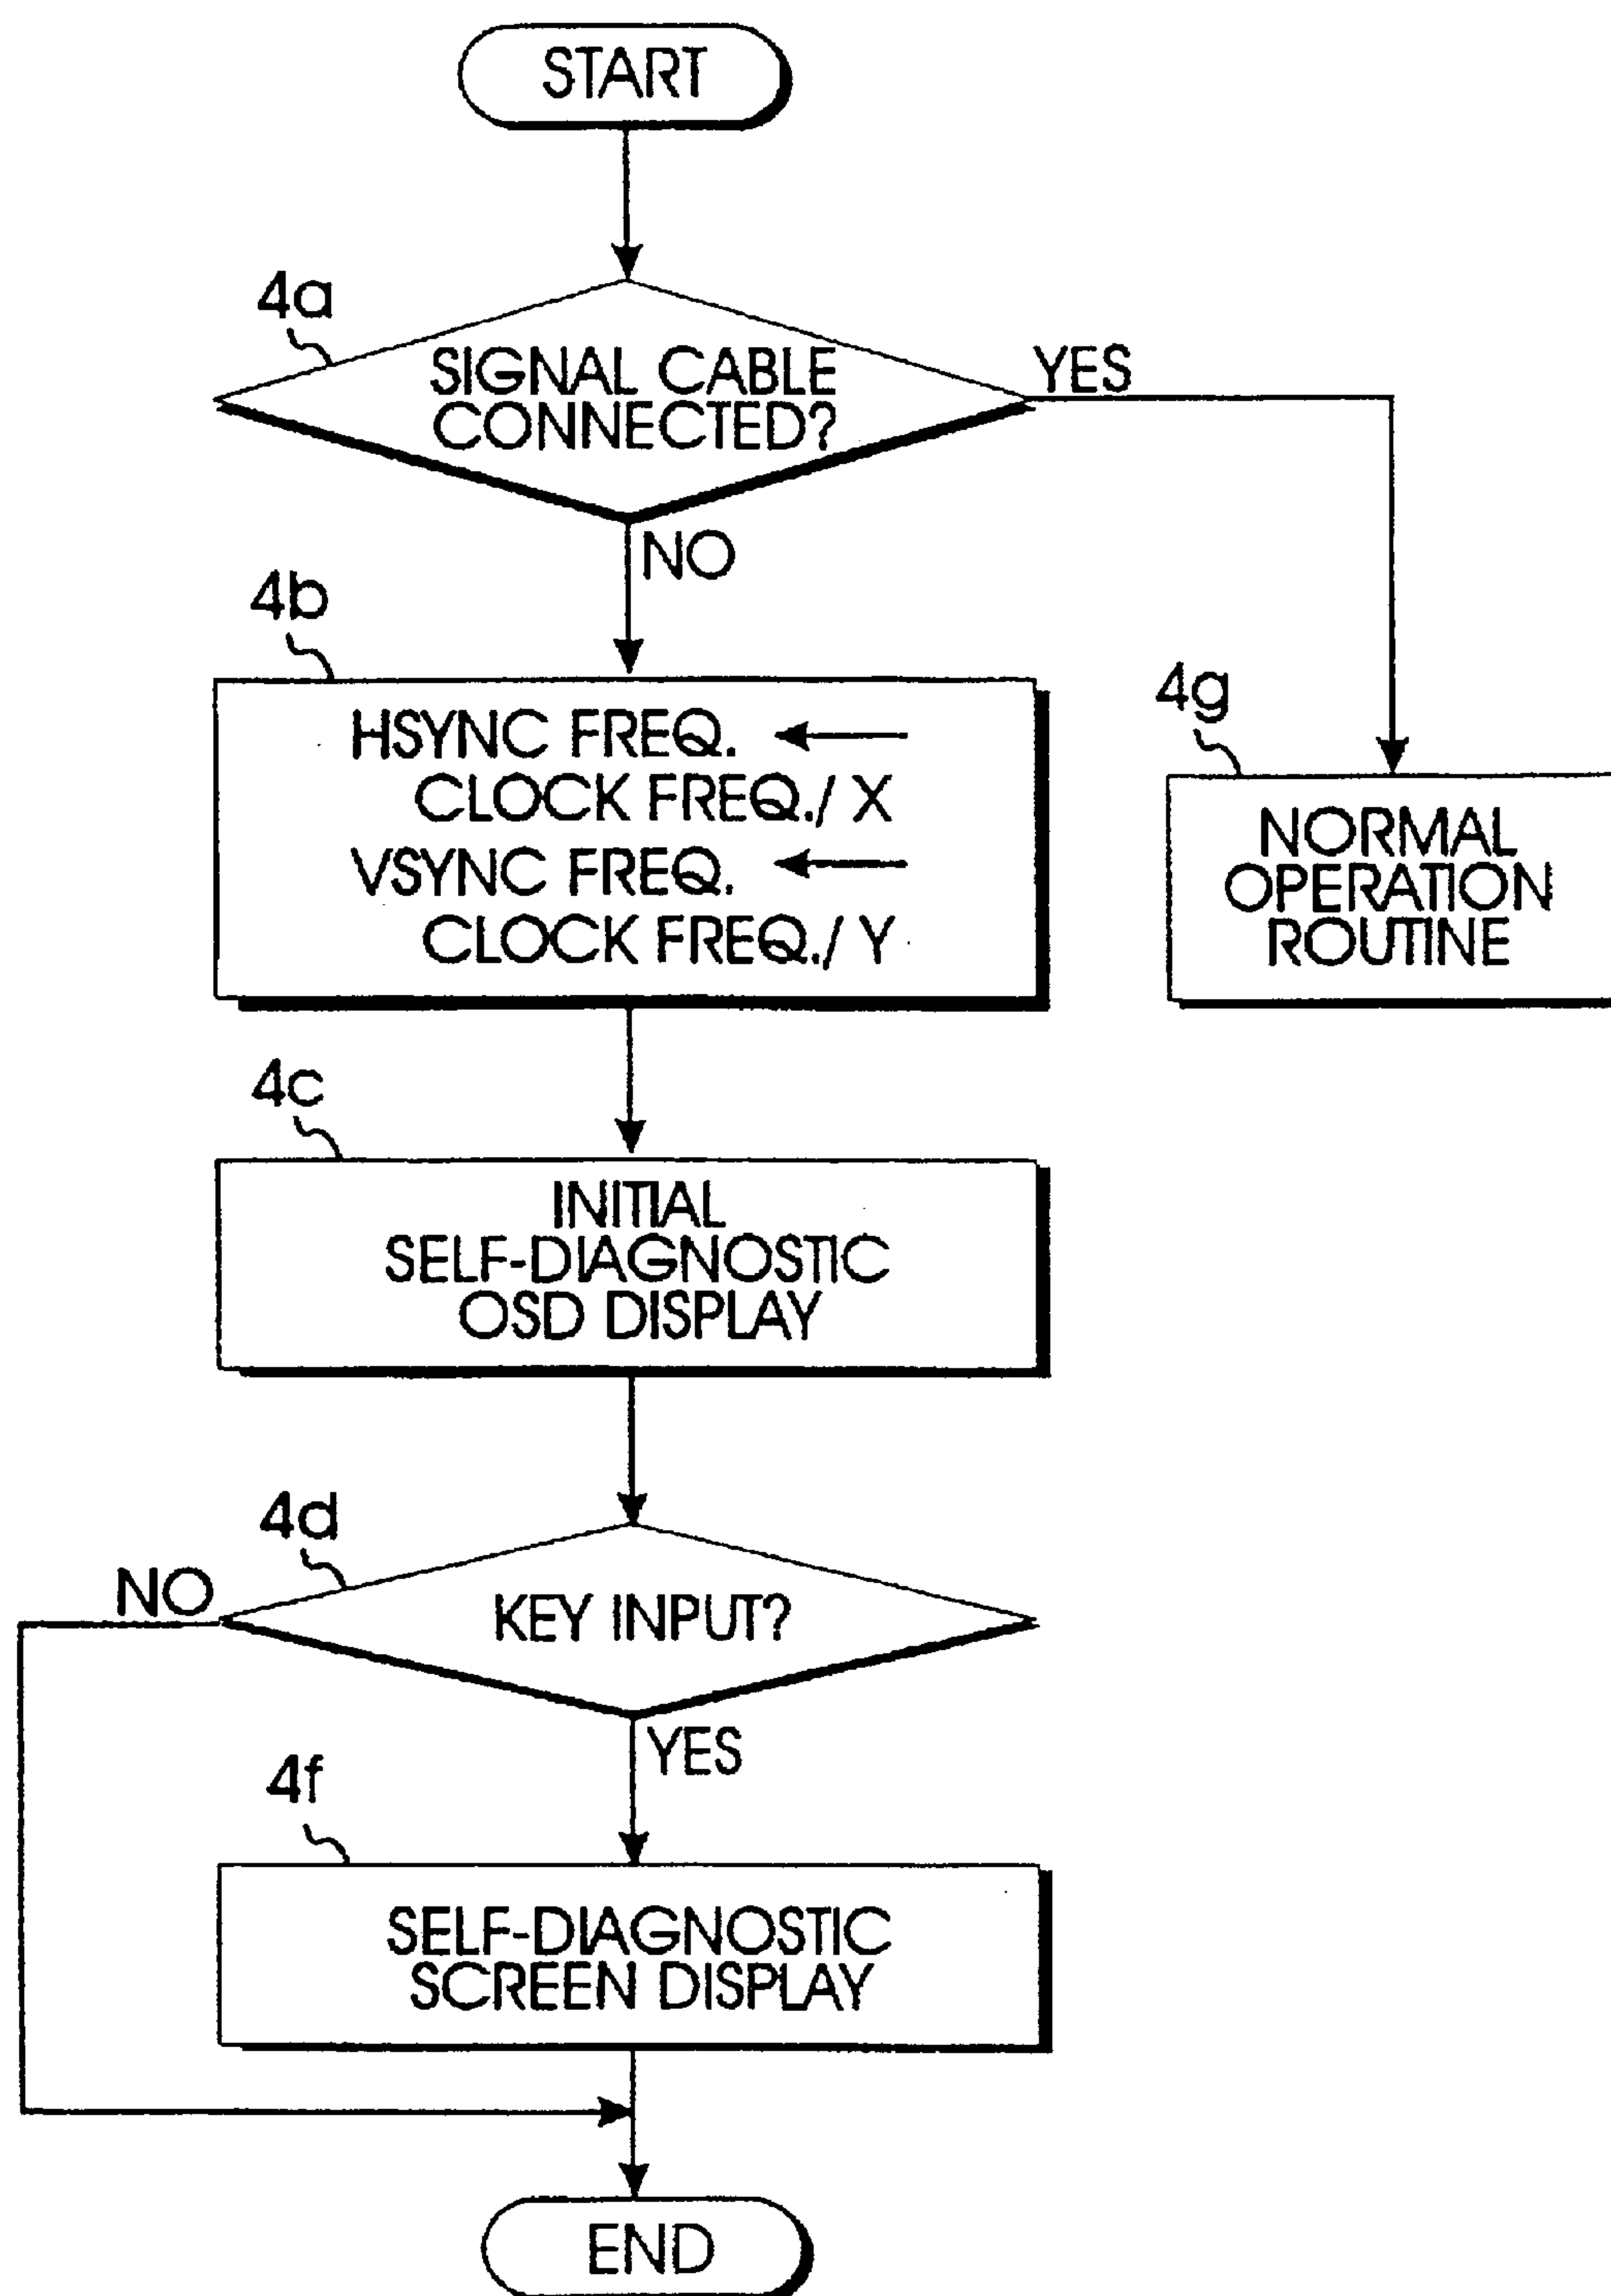 START
4a
SIGNAL CABLE
CONNECTED?
YES
NO
4b
HSYNC FREQ. ←
CLOCK FREQ./ X
VSYNC FREQ. ←
CLOCK FREQ./ Y
4g
NORMAL
OPERATION
ROUTINE
4c
INITIAL
SELF-DIAGNOSTIC
OSD DISPLAY
4d
NO
KEY INPUT?
YES
4f
SELF-DIAGNOSTIC
SCREEN DISPLAY
END